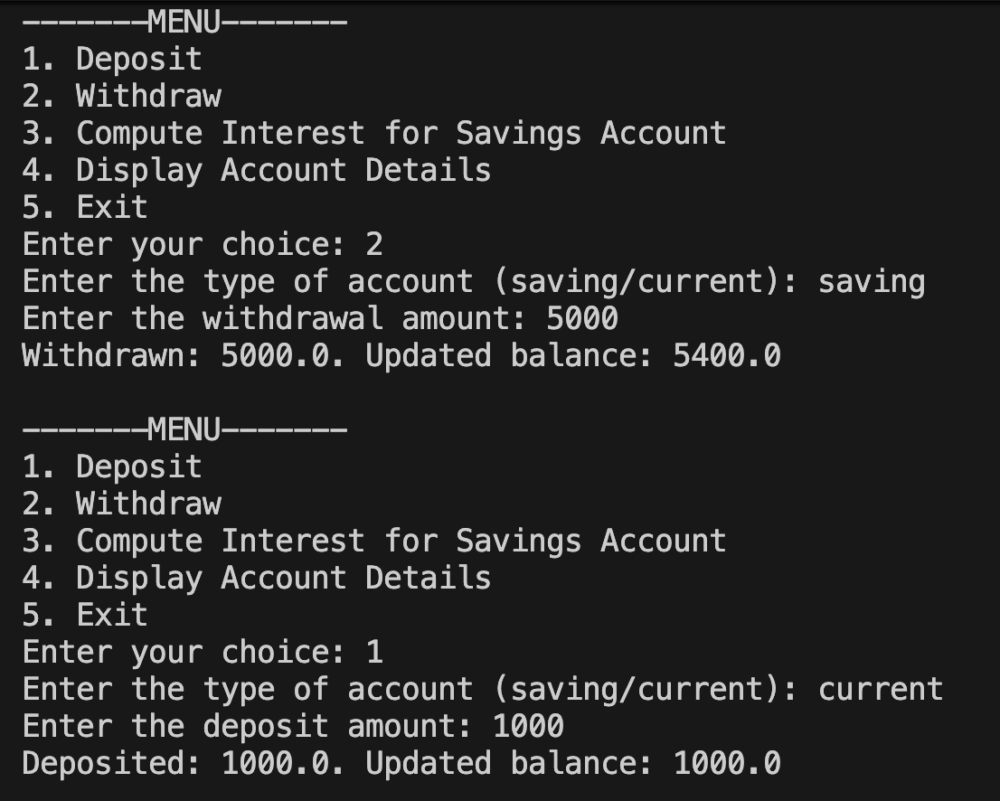 -------MENU-------
1. Deposit
2. Withdraw
3. Compute Interest for Savings Account
4. Display Account Details
5. Exit
Enter your choice: 2
Enter the type of account (saving/current): saving
Enter the withdrawal amount: 5000
Withdrawn: 5000.0. Updated balance: 5400.0

-------MENU-------
1. Deposit
2. Withdraw
3. Compute Interest for Savings Account
4. Display Account Details
5. Exit
Enter your choice: 1
Enter the type of account (saving/current): current
Enter the deposit amount: 1000
Deposited: 1000.0. Updated balance: 1000.0